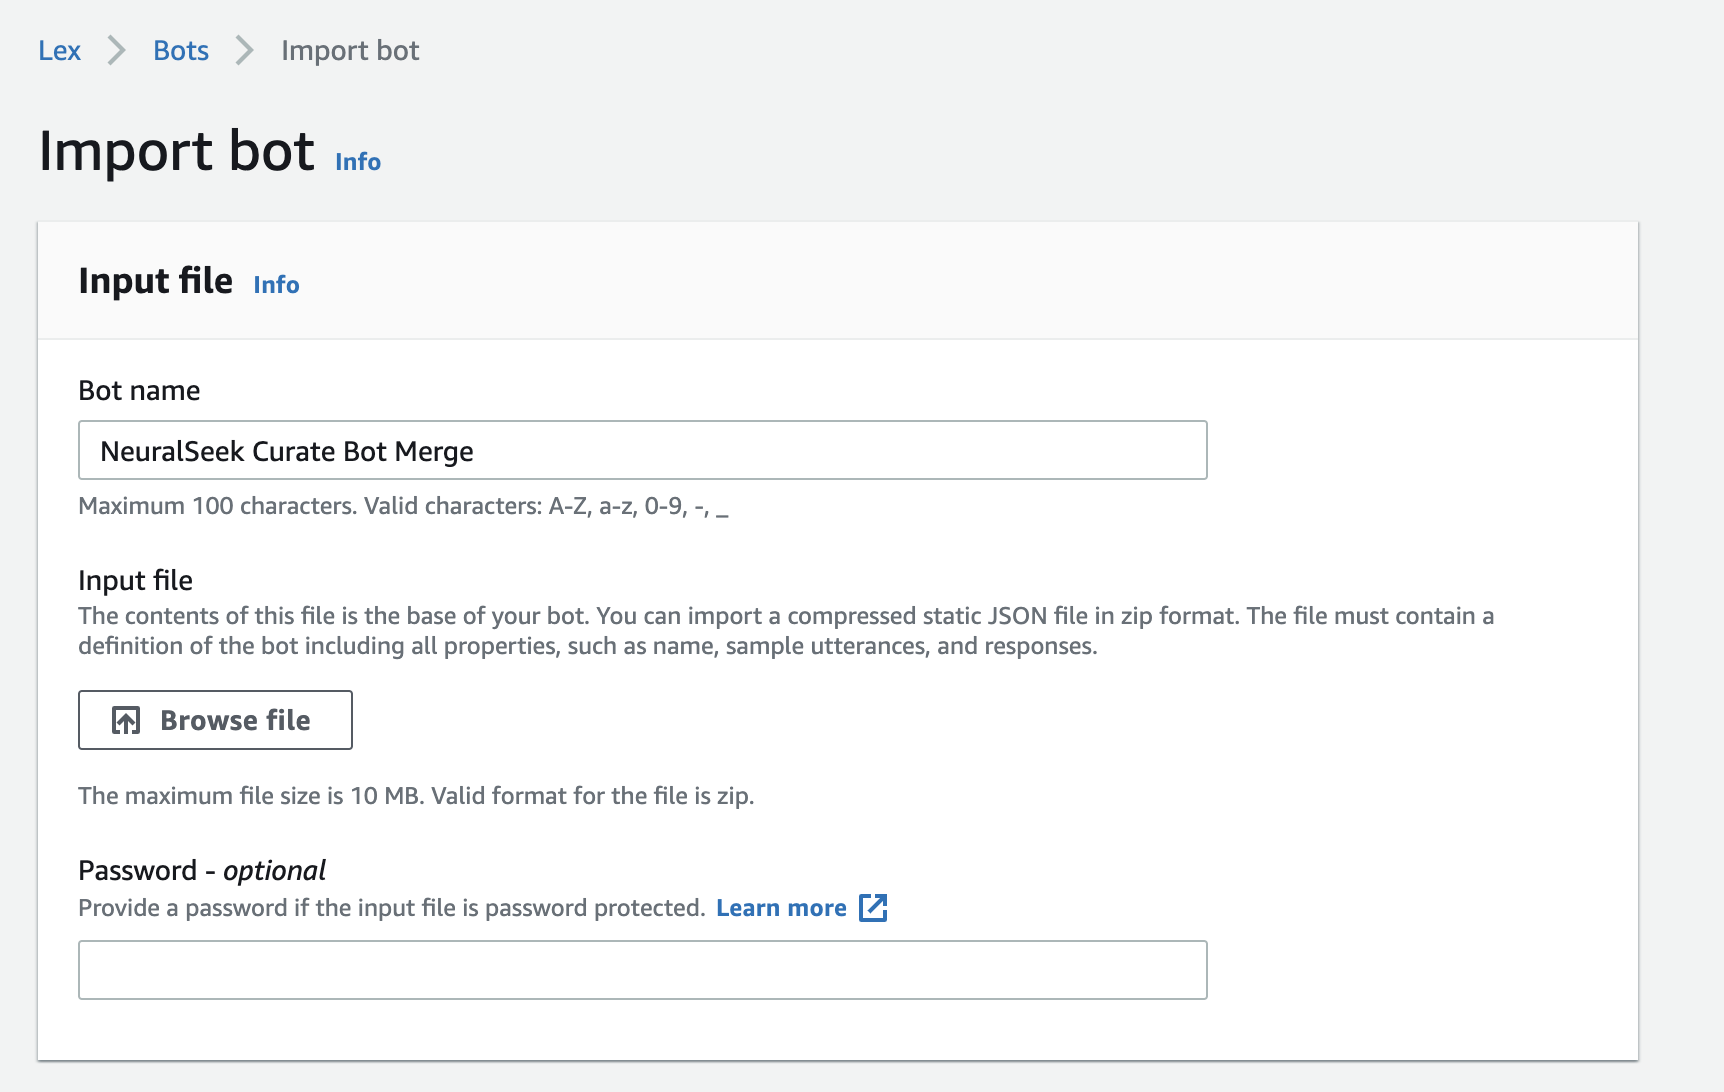 Lex > Bots > Import bot
Import bot Info
Input file Info
Bot name
NeuralSeek Curate Bot Merge
Maximum 100 characters. Valid characters: A-Z, a-z, 0-9, -, _
Input file
The contents of this file is the base of your bot. You can import a compressed static JSON file in zip format. The file must contain a
definition of the bot including all properties, such as name, sample utterances, and responses.
Browse file
The maximum file size is 10 MB. Valid format for the file is zip.
Password - optional
Provide a password if the input file is password protected. Learn more